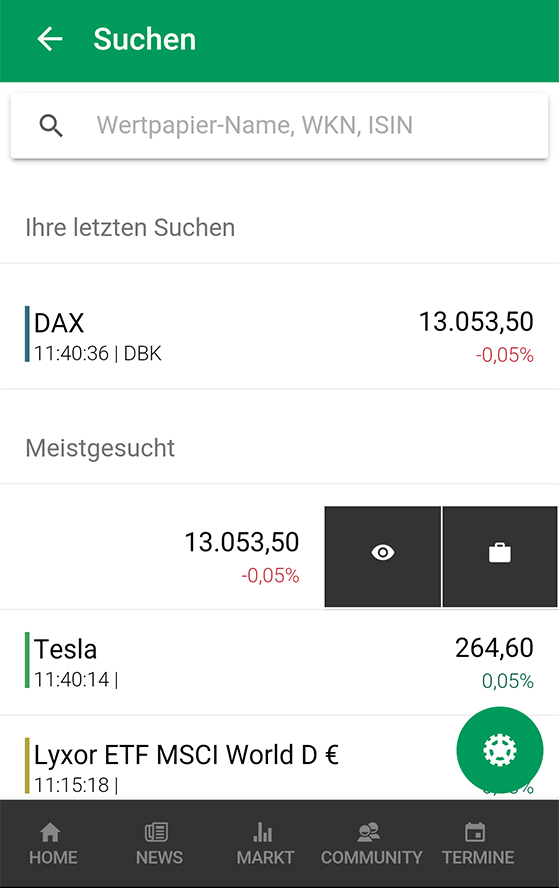 Suchen
Wertpapier-Name, WKN, ISIN
Ihre letzten Suchen
DAX 13.053,50
11:40:36 | DBK -0,05%
Meistgesucht
13.053,50
-0,05%
Tesla 264,60
11:40:14 | 0,05%
Lyxor ETF MSCI World D €
11:15:18 |
HOME NEWS MARKT COMMUNITY TERMINE